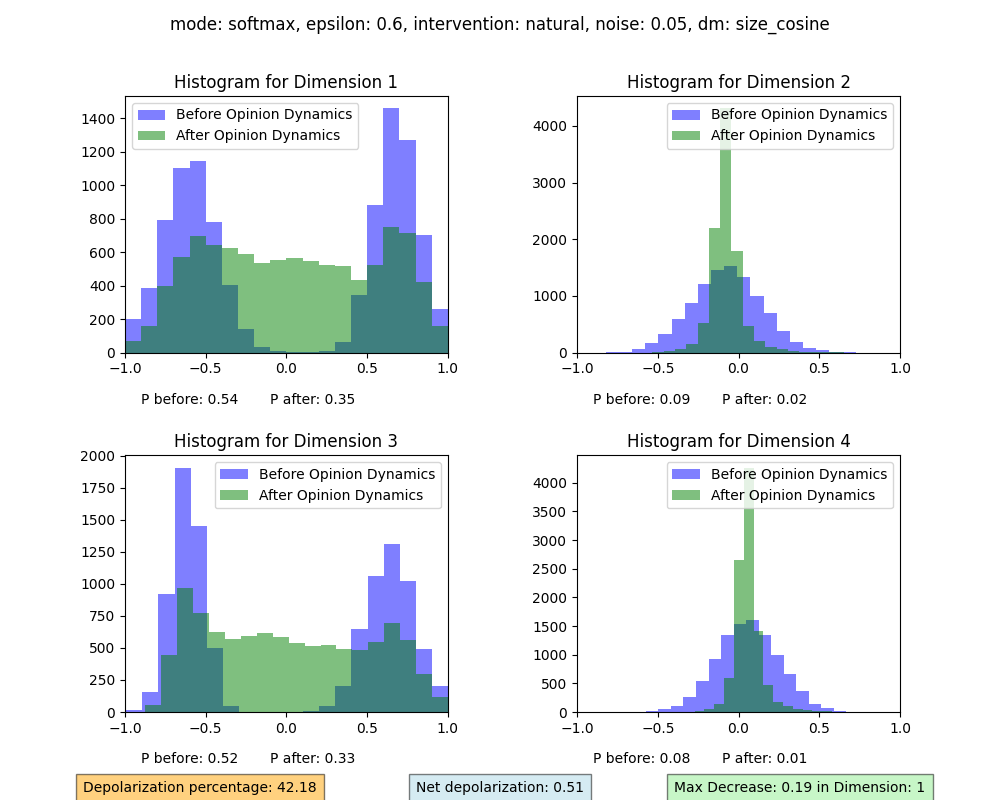 mode: softmax, epsilon: 0.6, intervention: natural, noise: 0.05, dm: size_cosine
Histogram for Dimension 1
Before Opinion Dynamics
After Opinion Dynamics
1400
1200
1000
800
600
400
200
0
−1.0 −0.5 0.0 0.5 1.0
P before: 0.54 P after: 0.35
Histogram for Dimension 2
Before Opinion Dynamics
After Opinion Dynamics
4000
3000
2000
1000
0
−1.0 −0.5 0.0 0.5 1.0
P before: 0.09 P after: 0.02
Histogram for Dimension 3
Before Opinion Dynamics
After Opinion Dynamics
2000
1750
1500
1250
1000
750
500
250
0
−1.0 −0.5 0.0 0.5 1.0
P before: 0.52 P after: 0.33
Histogram for Dimension 4
Before Opinion Dynamics
After Opinion Dynamics
4000
3500
3000
2500
2000
1500
1000
500
0
−1.0 −0.5 0.0 0.5 1.0
P before: 0.08 P after: 0.01
Depolarization percentage: 42.18
Net depolarization: 0.51
Max Decrease: 0.19 in Dimension: 1